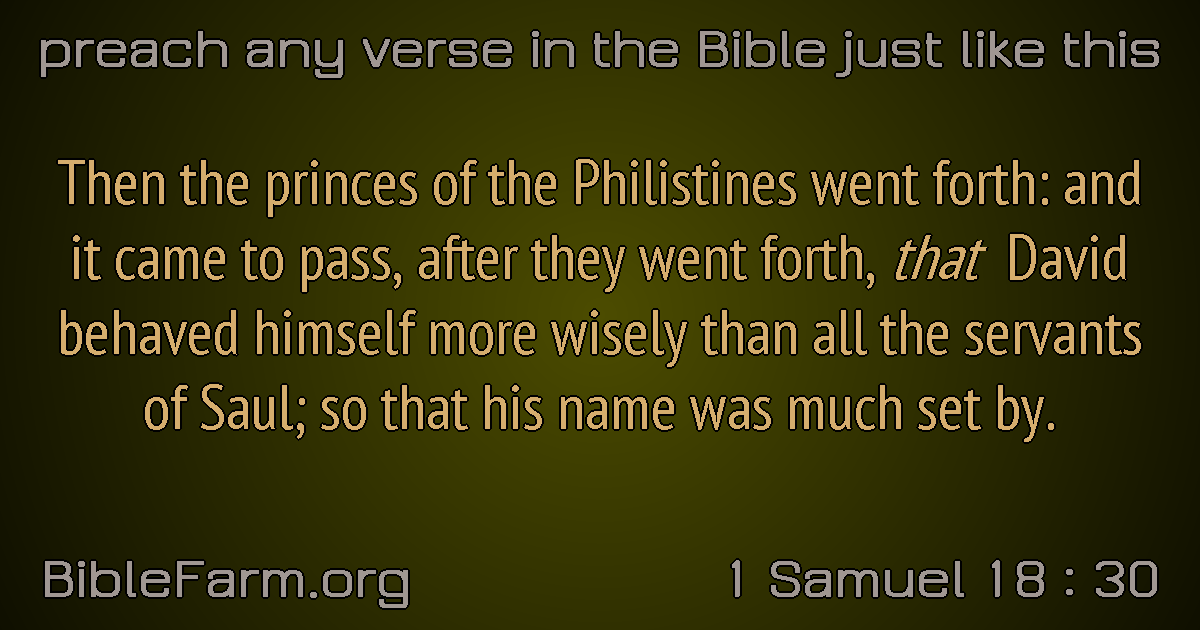 preach any verse in the Bible just like this
Then the princes of the Philistines went forth: and
it came to pass, after they went forth, that David
behaved himself more wisely than all the servants
of Saul; so that his name was much set by.
BibleFarm.org
1 Samuel 18 : 30